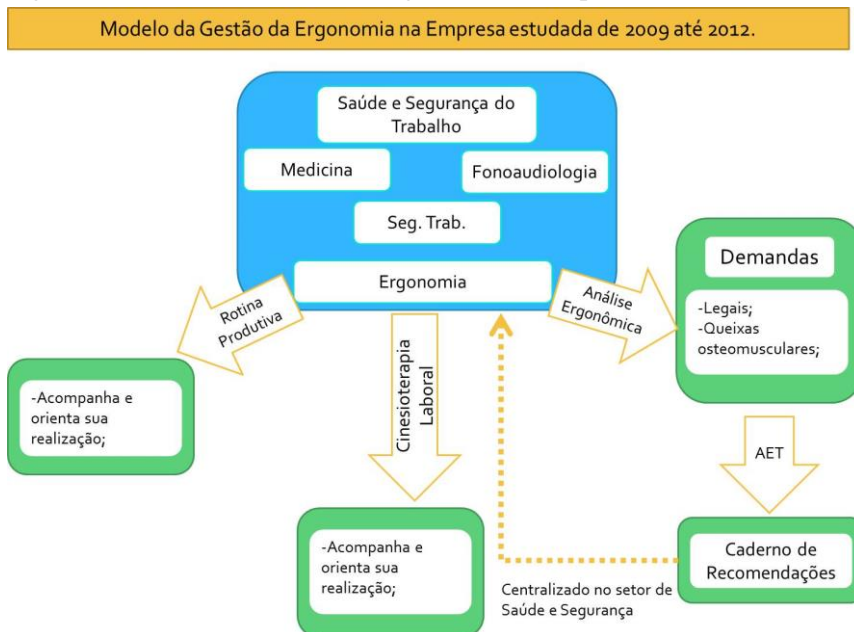 Modelo da Gestão da Ergonomia na Empresa estudada de 2009 até 2012.
Saúde e Segurança do
Trabalho
Medicina
Fonoaudiologia
Seg. Trab.
Ergonomia
Rotina
Produtiva
-Acompanha e
orienta sua
realização;
Cinesioterapia
Laboral
-Acompanha e
orienta sua
realização;
Análise
Ergonômica
Demandas
-Legais;
-Queixas
osteomusculares;
AET
Caderno de
Recomendações
Centralizado no setor de
Saúde e Segurança